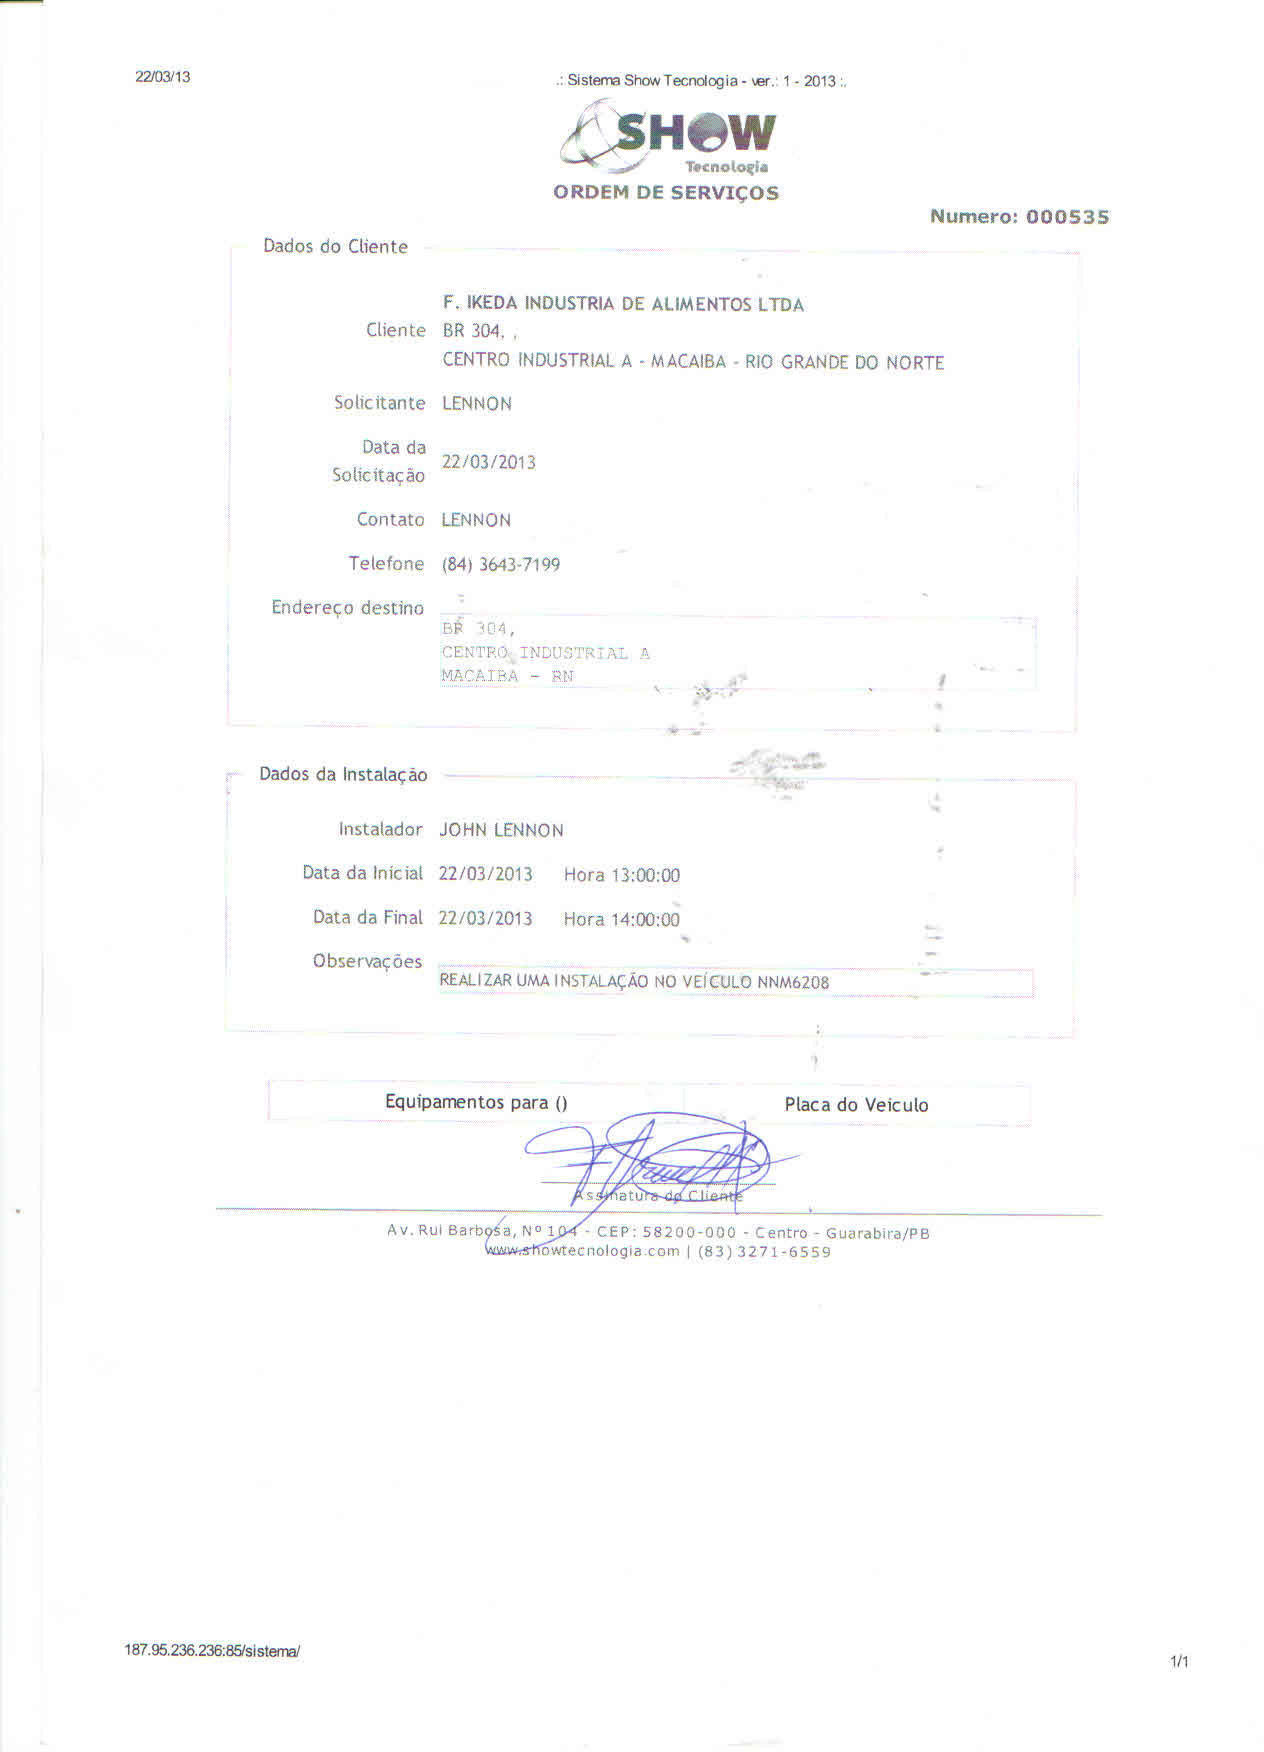 22/03/13
.: Sistema Show Tecnologia - ver.: 1 - 2013 :.
SHOW
Tecnologia
ORDEM DE SERVIÇOS
Numero: 000535
Dados do Cliente
F. IKEDA INDUSTRIA DE ALIMENTOS LTDA
Cliente BR 304, ,
CENTRO INDUSTRIAL A - MACAIBA - RIO GRANDE DO NORTE
Solicitante LENNON
Data da
Solicitação 22/03/2013
Contato LENNON
Telefone (84) 3643-7199
Endereço destino
BR 304,
CENTRO INDUSTRIAL A
MACAIBA - RN
Dados da Instalação
Instalador JOHN LENNON
Data da Inicial 22/03/2013 Hora 13:00:00
Data da Final 22/03/2013 Hora 14:00:00
Observações
REALIZAR UMA INSTALAÇÃO NO VEÍCULO NNM6208
Equipamentos para () Placa do Veiculo
Assinatura do Cliente
Av. Rui Barbosa, Nº 104 - CEP: 58200-000 - Centro - Guarabira/PB
www.showtecnologia.com | (83) 3271-6559
187.95.236.236:85/sistema/
1/1